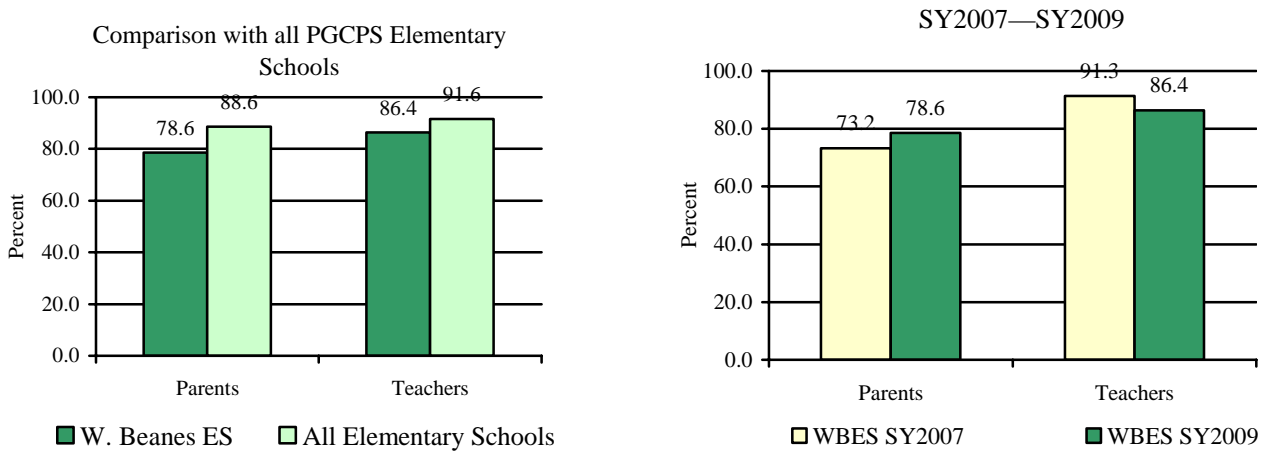 Comparison with all PGCPS Elementary
Schools
100.0
80.0
60.0
40.0
20.0
0.0
Percent
78.6
88.6
86.4
91.6
Parents
Teachers
W. Beanes ES
All Elementary Schools
SY2007—SY2009
100.0
80.0
60.0
40.0
20.0
0.0
Percent
73.2
78.6
91.3
86.4
Parents
Teachers
WBES SY2007
WBES SY2009